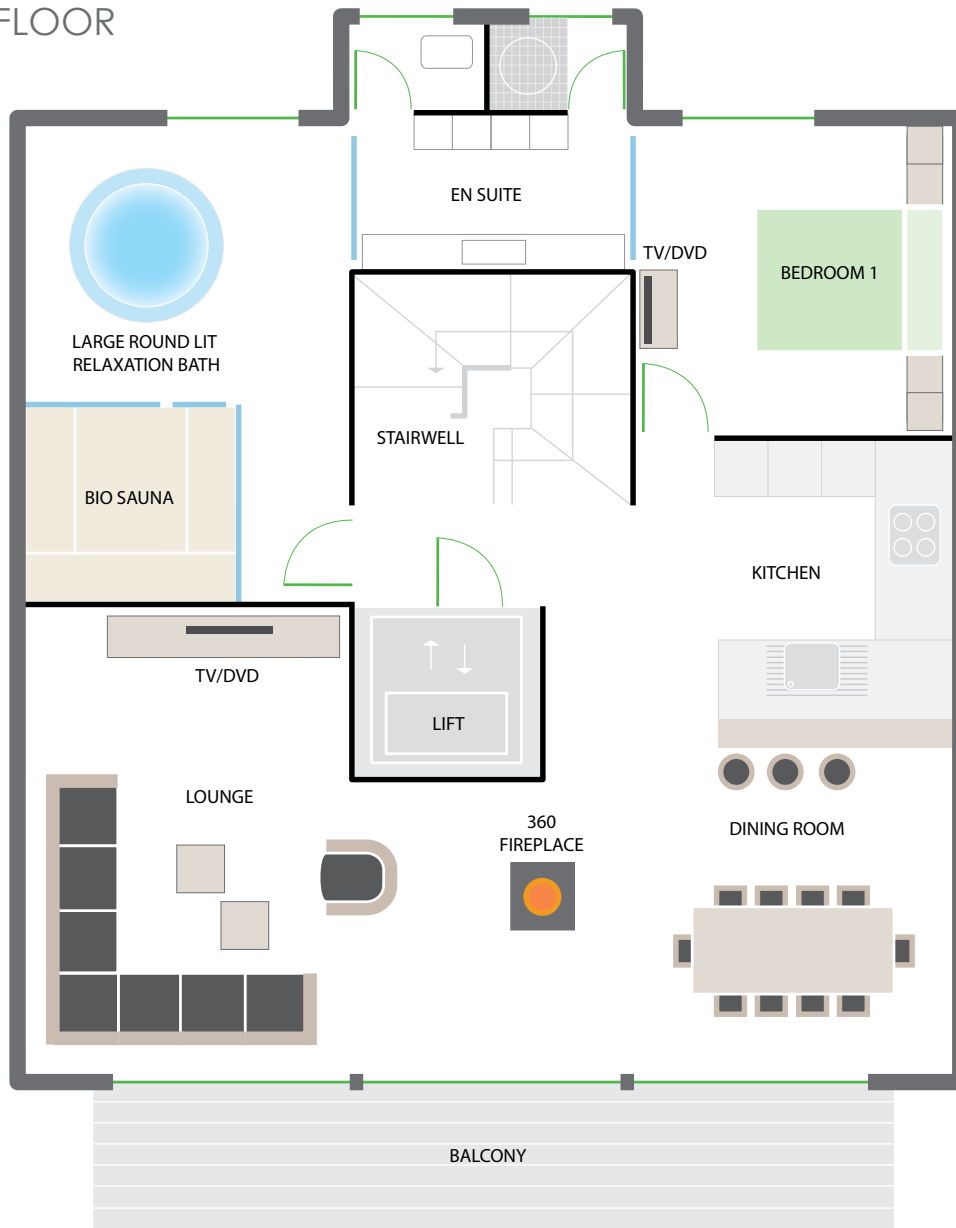 FLOOR
EN SUITE
TV/DVD
BEDROOM 1
LARGE ROUND LIT
RELAXATION BATH
STAIRWELL
BIO SAUNA
KITCHEN
TV/DVD
LIFT
LOUNGE
360
FIREPLACE
DINING ROOM
BALCONY